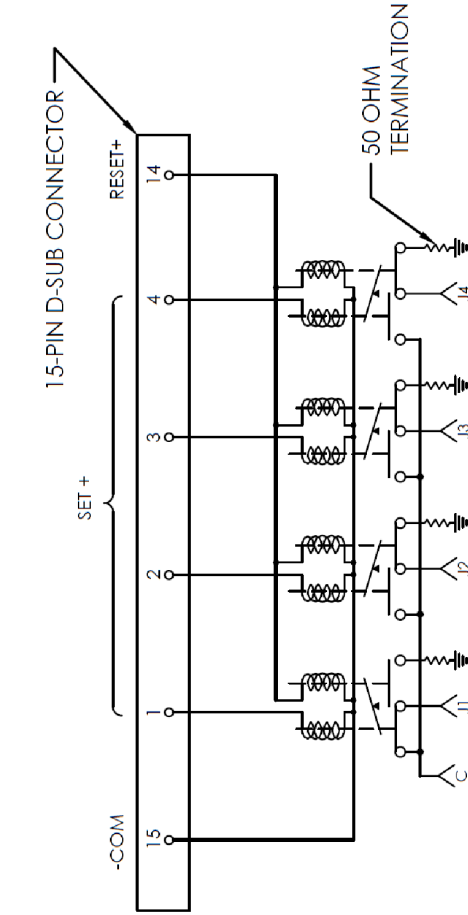 15-PIN D-SUB CONNECTOR
-COM
SET +
RESET+
15
1
2
3
4
14
50 OHM
TERMINATION
C
J1
J2
J3
J4